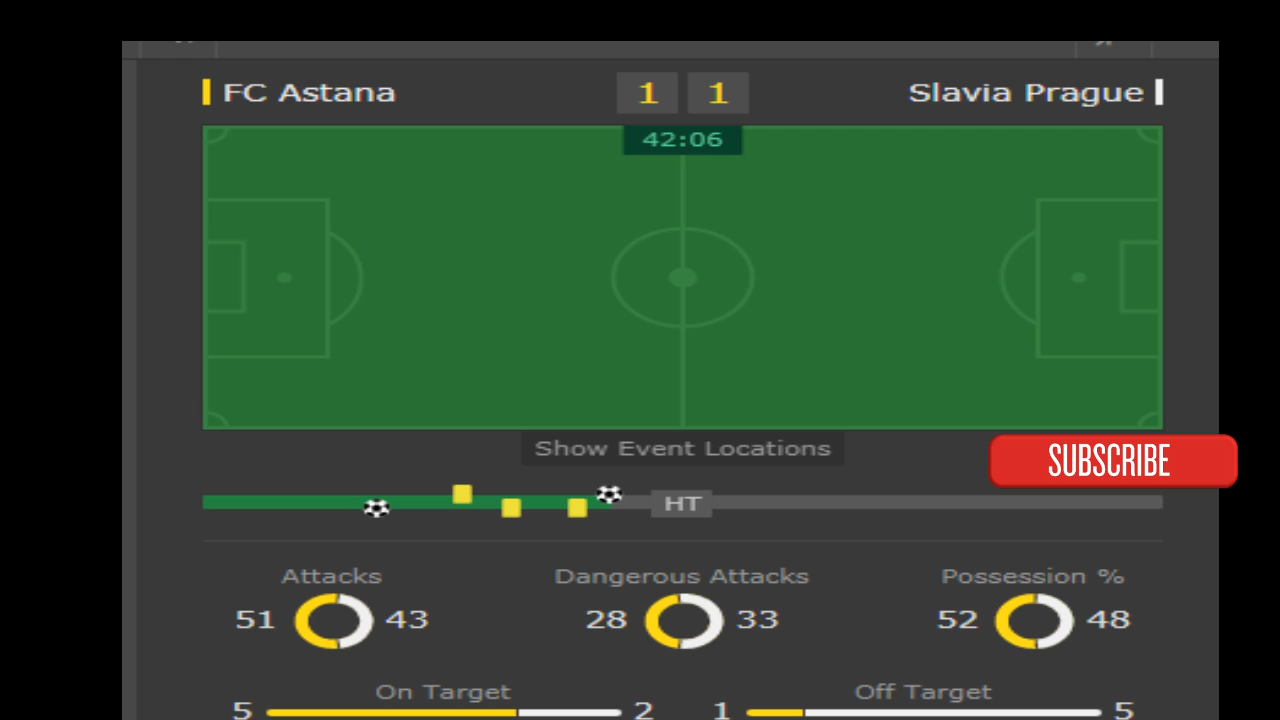 FC Astana 1 1 Slavia Prague
42:06
Show Event Locations
SUBSCRIBE
HT
Attacks Dangerous Attacks Possession %
51 43 28 33 52 48
On Target Off Target
5 2 1 5